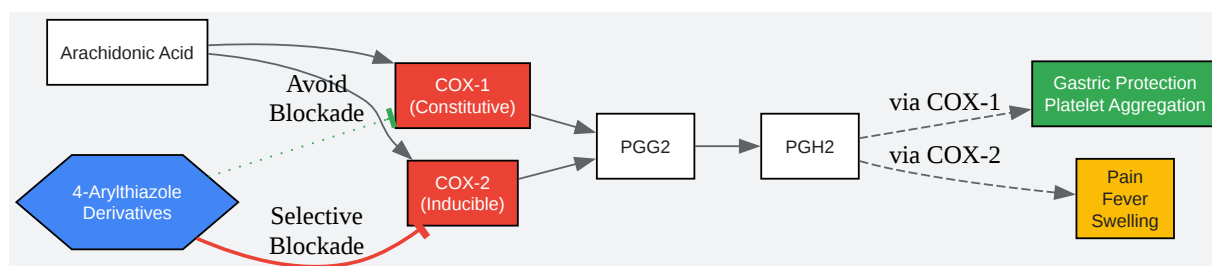 Arachidonic Acid
Avoid
Blockade
COX-1
(Constitutive)
via COX-1
Gastric Protection
Platelet Aggregation
PGG2
PGH2
via COX-2
4-Arylthiazole
Derivatives
Selective
Blockade
COX-2
(Inducible)
Pain
Fever
Swelling